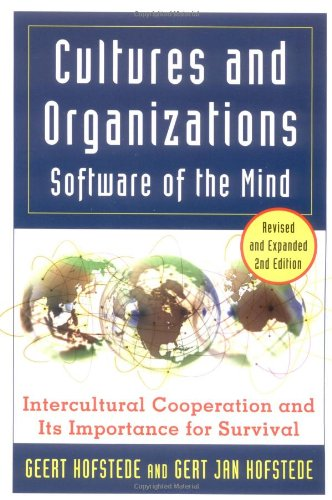 Cultures and
Organizations
Software of the Mind
Revised
and Expanded
2nd Edition
Intercultural Cooperation and
Its Importance for Survival
GEERT HOFSTEDE AND GERT JAN HOFSTEDE